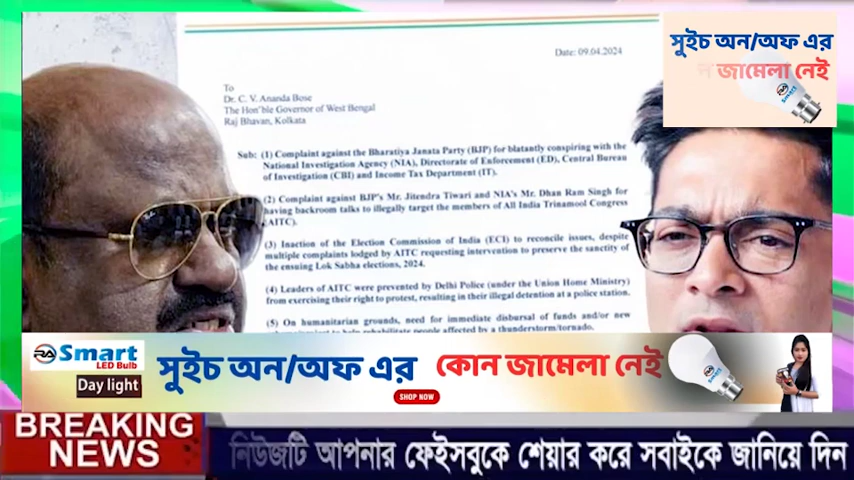 Date: 09.04.2024
To
Dr. C. V. Ananda Bose
The Hon'ble Governor of West Bengal
Raj Bhavan, Kolkata
Sub: (1) Complaint against the Bharatiya Janata Party (BJP) for blatantly conspiring with the
National Investigation Agency (NIA), Directorate of Enforcement (ED), Central Bureau
of Investigation (CBI) and Income Tax Department (IT).
(2) Complaint against BJP's Mr. Jitendra Tiwari and NIA's Mr. Dhan Ram Singh for
having backroom talks to illegally target the members of All India Trinamool Congress
(AITC).
(3) Inaction of the Election Commission of India (ECI) to reconcile issues, despite
multiple complaints lodged by AITC requesting intervention to preserve the sanctity of
the ensuing Lok Sabha elections, 2024.
(4) Leaders of AITC were prevented by Delhi Police (under the Union Home Ministry)
from exercising their right to protest, resulting in their illegal detention at a police station.
(5) On humanitarian grounds, need for immediate disbursal of funds and/or new
to help rehabilitate people affected by a thunderstorm/tornado.
সুইচ অন/অফ এর
জামেলা নেই
RA Smart
LED Bulb
Day light
সুইচ অন/অফ এর কোন জামেলা নেই
SHOP NOW
BREAKING
NEWS
নিউজটি আপনার ফেইসবুকে শেয়ার করে সবাইকে জানিয়ে দিন